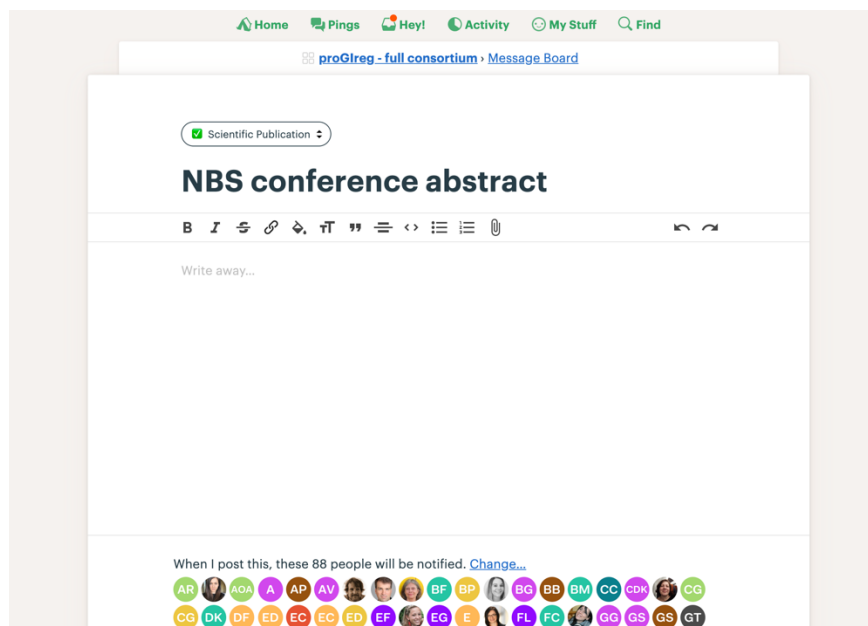 Home Pings Hey! Activity My Stuff Find
proGIreg - full consortium › Message Board
Scientific Publication
NBS conference abstract
B I S TT <>
Write away...
When I post this, these 88 people will be notified. Change...
AR AOA A AP AV BF BP BG BB BM CC CDK CG
CG DK DF ED EC EC ED EF EG E FL FC GG GS GS GT